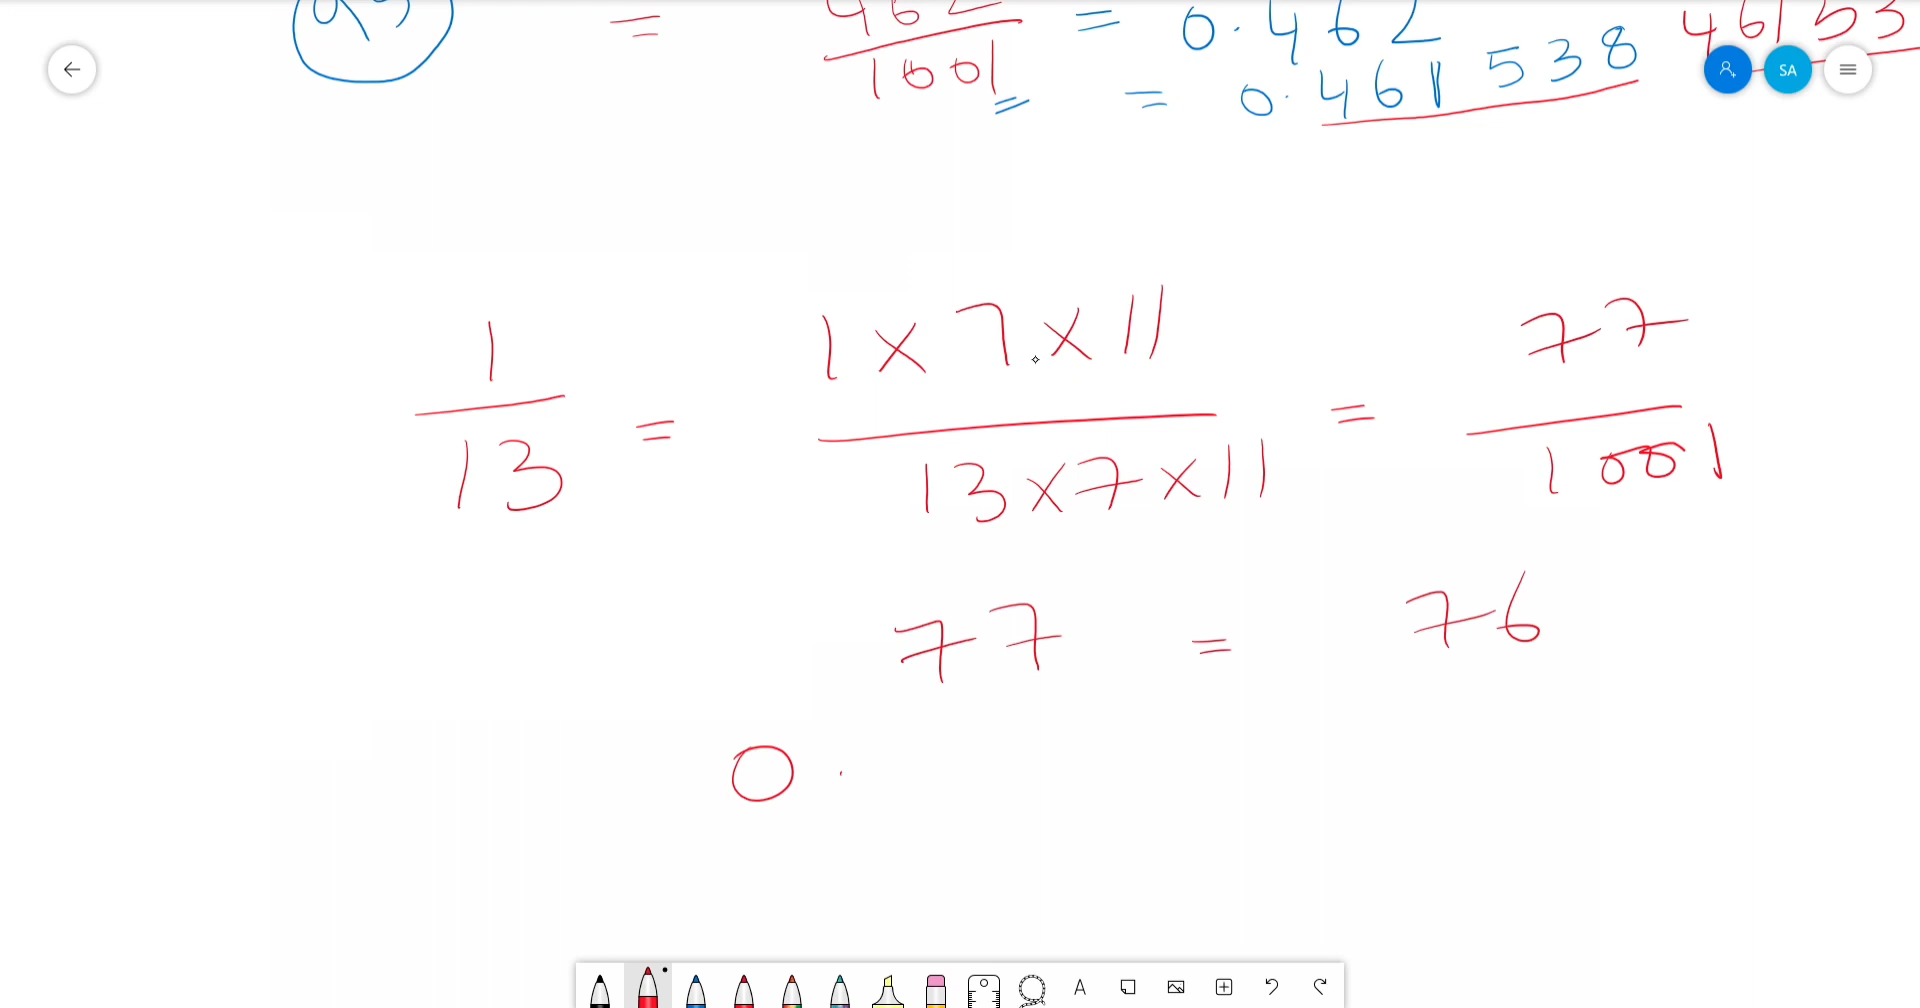 = 462/1001 = 0.462 46153
= 0.461538
SA
1/13 = 1 x 7 x 11 / 13 x 7 x 11 = 77/1001
77 = 76
0.
A